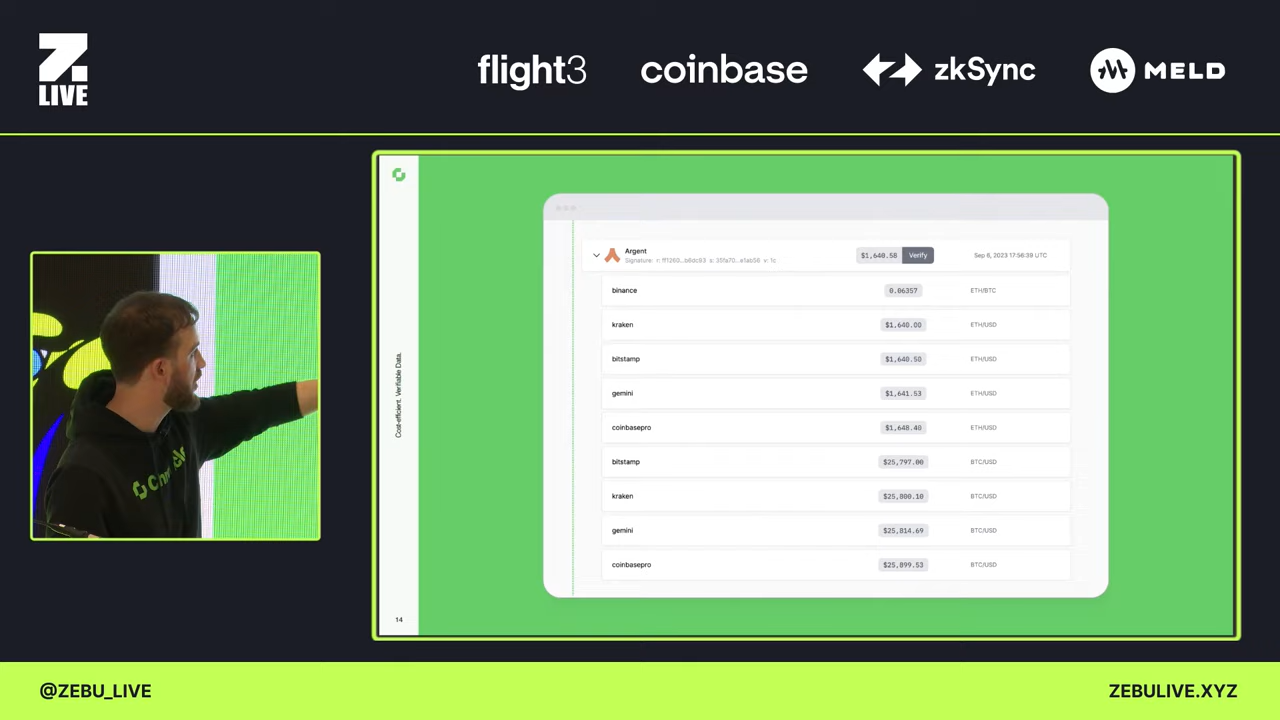 Z
LIVE
flight3
coinbase
zkSync
MELD
Cost-efficient. Verifiable Data.
14
Argent
$1,640.58
Verify
Sep 6, 2023 17:56:39 UTC
binance 0.06357 ETH/BTC
kraken $1,640.00 ETH/USD
bitstamp $1,640.50 ETH/USD
gemini $1,641.53 ETH/USD
coinbasepro $1,648.40 ETH/USD
bitstamp $25,797.00 BTC/USD
kraken $25,800.10 BTC/USD
gemini $25,814.69 BTC/USD
coinbasepro $25,899.53 BTC/USD
@ZEBU_LIVE
ZEBULIVE.XYZ